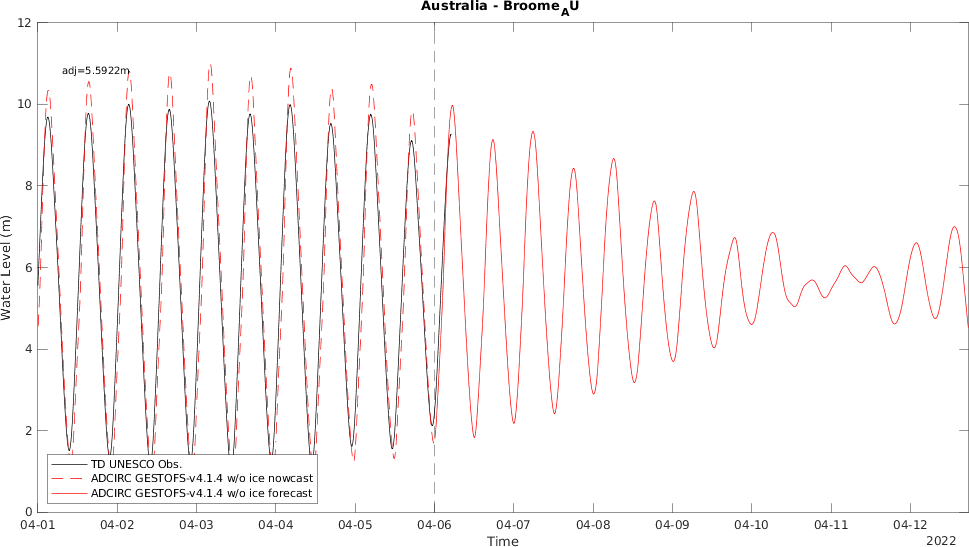 Australia - Broome_AU
12
adj=5.5922m
10
8
6
4
2
0
Water Level (m)
TD UNESCO Obs.
ADCIRC GESTOFS-v4.1.4 w/o ice nowcast
ADCIRC GESTOFS-v4.1.4 w/o ice forecast
04-01 04-02 04-03 04-04 04-05 04-06 04-07 04-08 04-09 04-10 04-11 04-12
Time
2022